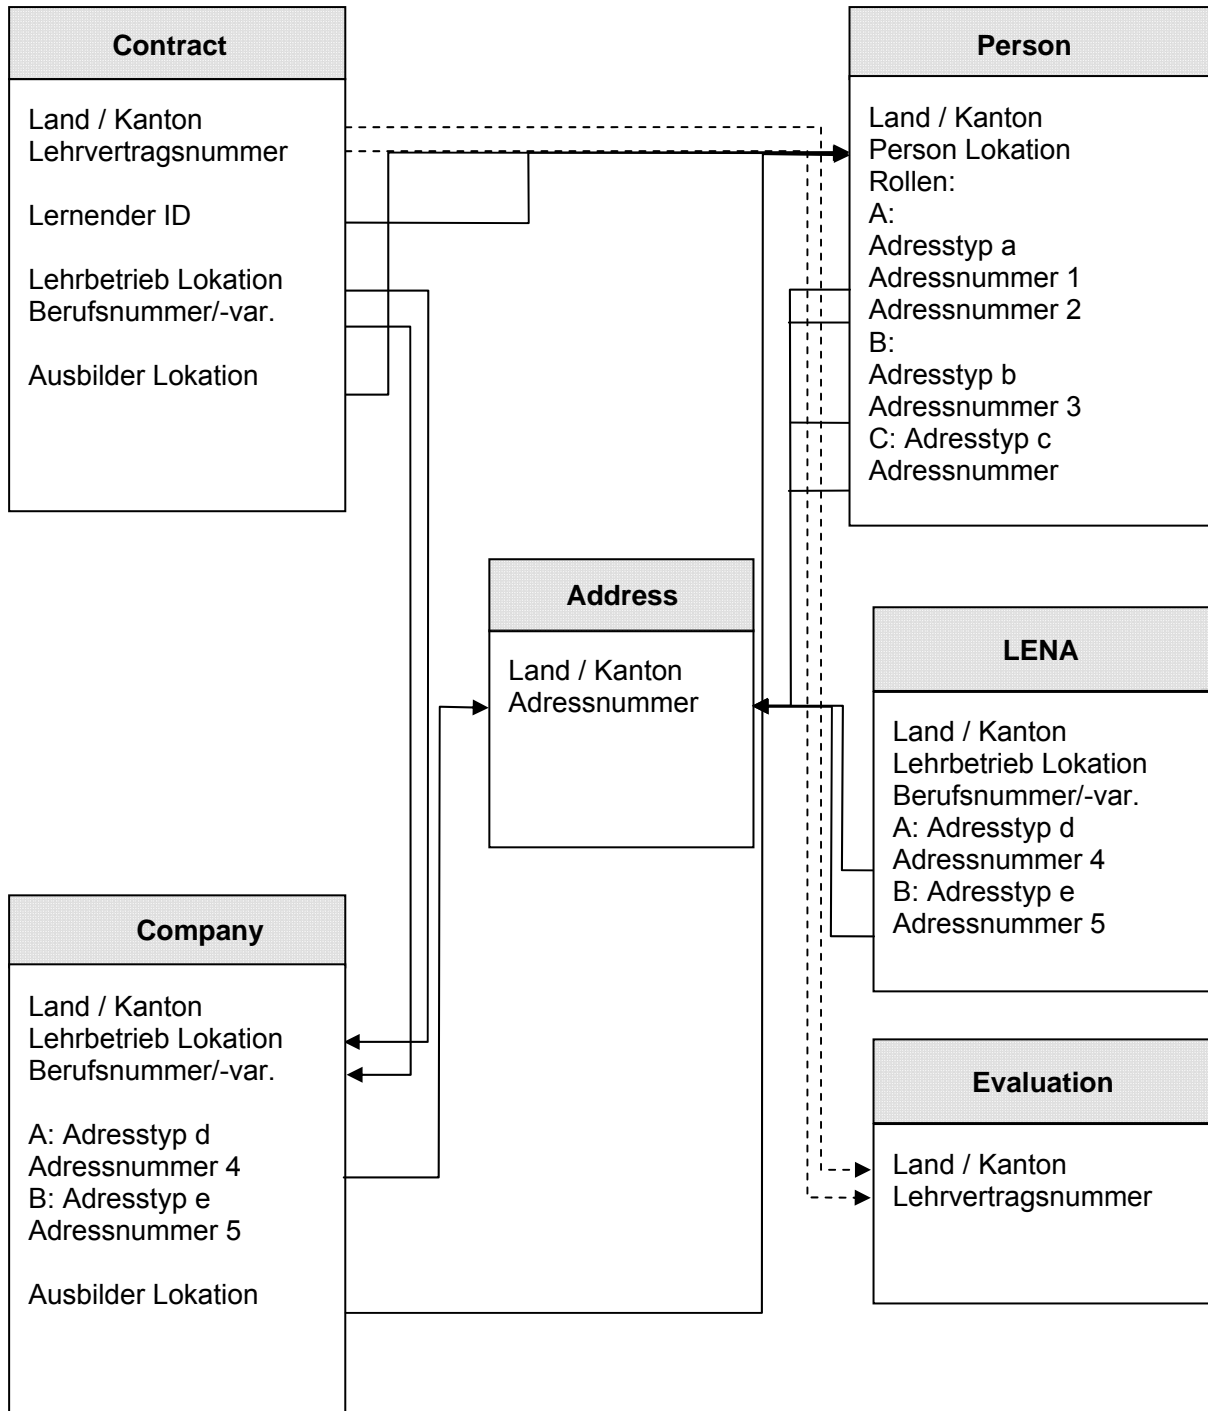 Contract
Land / Kanton
Lehrvertragsnummer
Lernender ID
Lehrbetrieb Lokation
Berufsnummer/-var.
Ausbilder Lokation
Person
Land / Kanton
Person Lokation
Rollen:
A:
Adresstyp a
Adressnummer 1
Adressnummer 2
B:
Adresstyp b
Adressnummer 3
C: Adresstyp c
Adressnummer
Address
Land / Kanton
Adressnummer
LENA
Land / Kanton
Lehrbetrieb Lokation
Berufsnummer/-var.
A: Adresstyp d
Adressnummer 4
B: Adresstyp e
Adressnummer 5
Company
Land / Kanton
Lehrbetrieb Lokation
Berufsnummer/-var.
A: Adresstyp d
Adressnummer 4
B: Adresstyp e
Adressnummer 5
Ausbilder Lokation
Evaluation
Land / Kanton
Lehrvertragsnummer